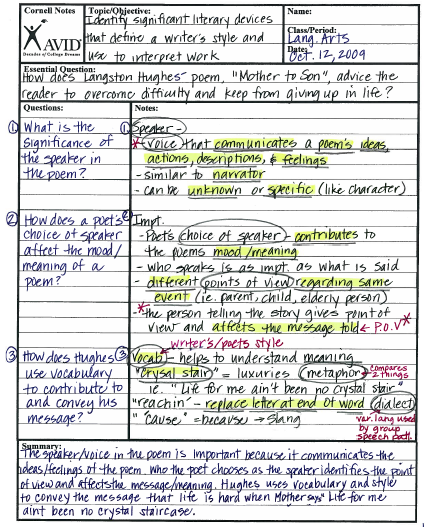 Cornell Notes
AVID
Decades of College Dreams
Topic/Objective:
Identify significant literary devices
that define a writer's style and
use to interpret work
Name:
Class/Period:
Lang. Arts
Date:
Oct. 12, 2009
Essential Question:
How does Langston Hughes' poem, "Mother to Son", advice the
reader to overcome difficulty and keep from giving up in life?
Questions:
Notes:
① What is the
significance of
the speaker in
the poem?
① Speaker -
* (voice) that communicates a poem's ideas,
actions, descriptions, & feelings
- similar to narrator
- can be unknown or specific (like character)
② How does a poet's
choice of speaker
affect the mood/
meaning of a
poem?
② Impt.
- Poet's choice of speaker - contributes to
the poems mood/meaning
- who speaks is as impt. as what is said
- different (points of view) regarding same
event (ie. parent, child, elderly person)
* - the person telling the story gives point of
view and affects the message told ← P.O.V *
③ How does Hughes
use vocabulary
to contribute to
and convey his
message?
writer's/poets style
③ Vocab - helps to understand meaning
"crysal stair" = luxuries (metaphor) compares
2 things
ie. "Life for me ain't been no crystal stair"
"reachin" - replace letter at end of word (dialect)
"'cause" = because → slang
var. lang used
by group
speech path.
Summary:
The speaker/voice in the poem is important because it communicates the
ideas/feelings of the poem. Who the poet chooses as the speaker identifies the point
of view and affects the message/meaning. Hughes uses vocabulary and style
to convey the message that life is hard when Mother says "Life for me
aint been no crystal staircase.